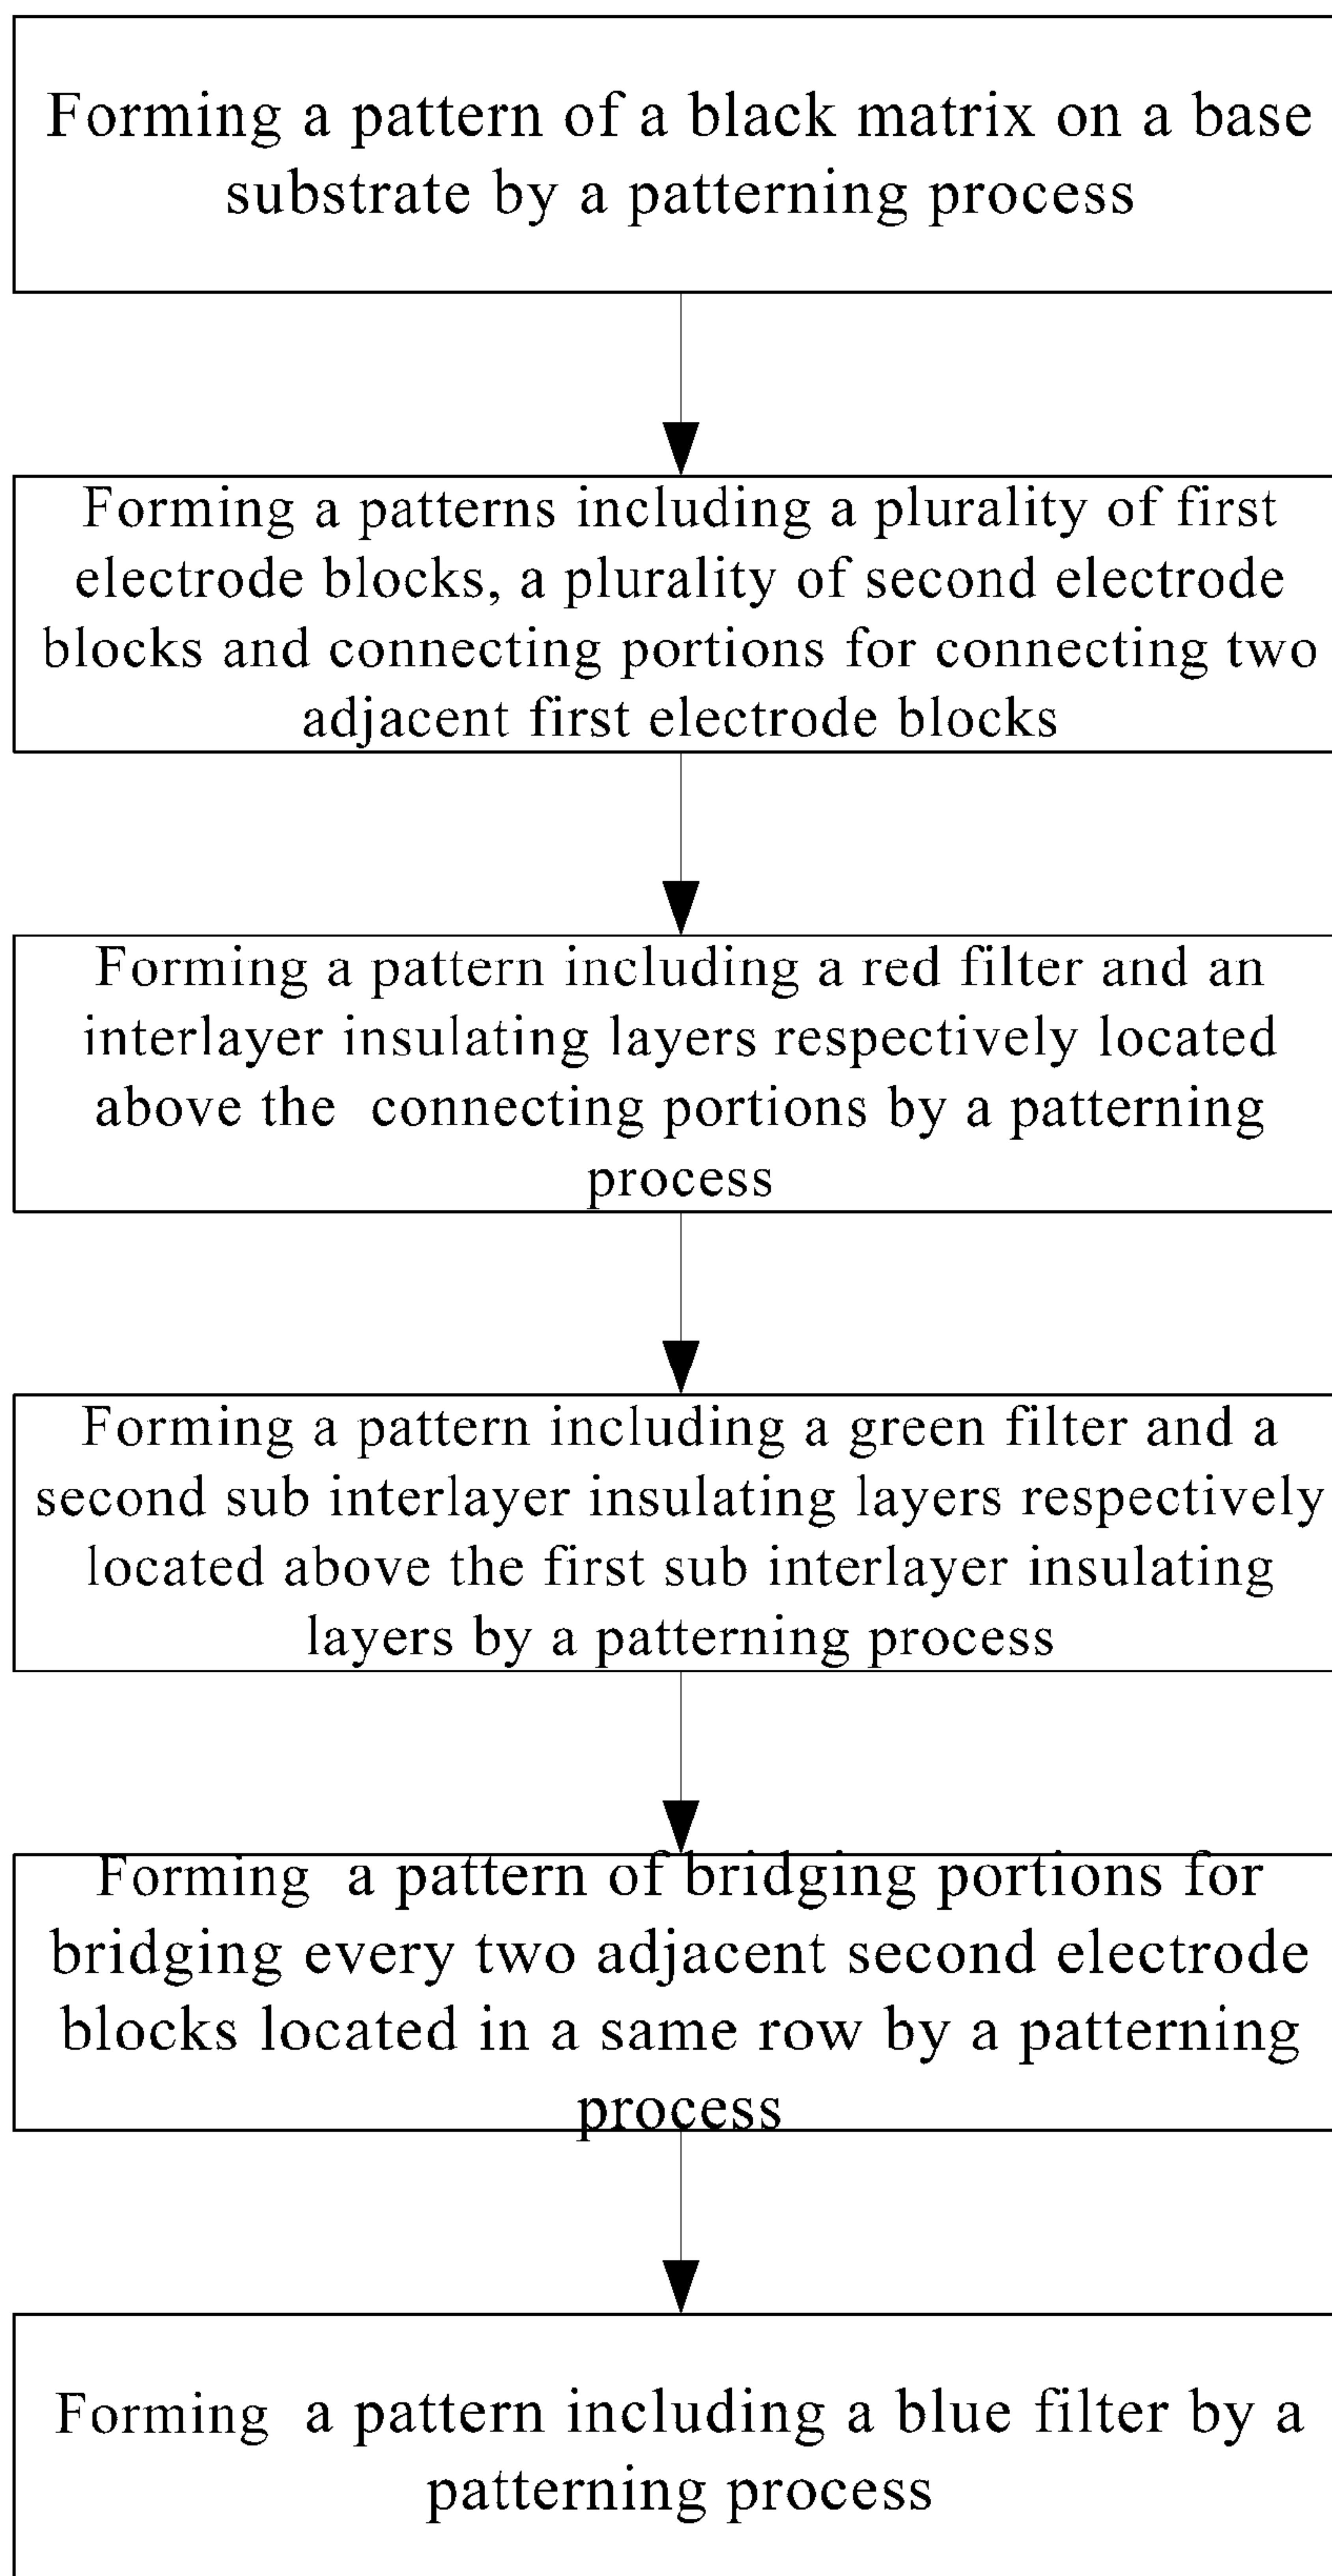 Forming a pattern of a black matrix on a base
substrate by a patterning process
Forming a patterns including a plurality of first
electrode blocks, a plurality of second electrode
blocks and connecting portions for connecting two
adjacent first electrode blocks
Forming a pattern including a red filter and an
interlayer insulating layers respectively located
above the connecting portions by a patterning
process
Forming a pattern including a green filter and a
second sub interlayer insulating layers respectively
located above the first sub interlayer insulating
layers by a patterning process
Forming a pattern of bridging portions for
bridging every two adjacent second electrode
blocks located in a same row by a patterning
process
Forming a pattern including a blue filter by a
patterning process